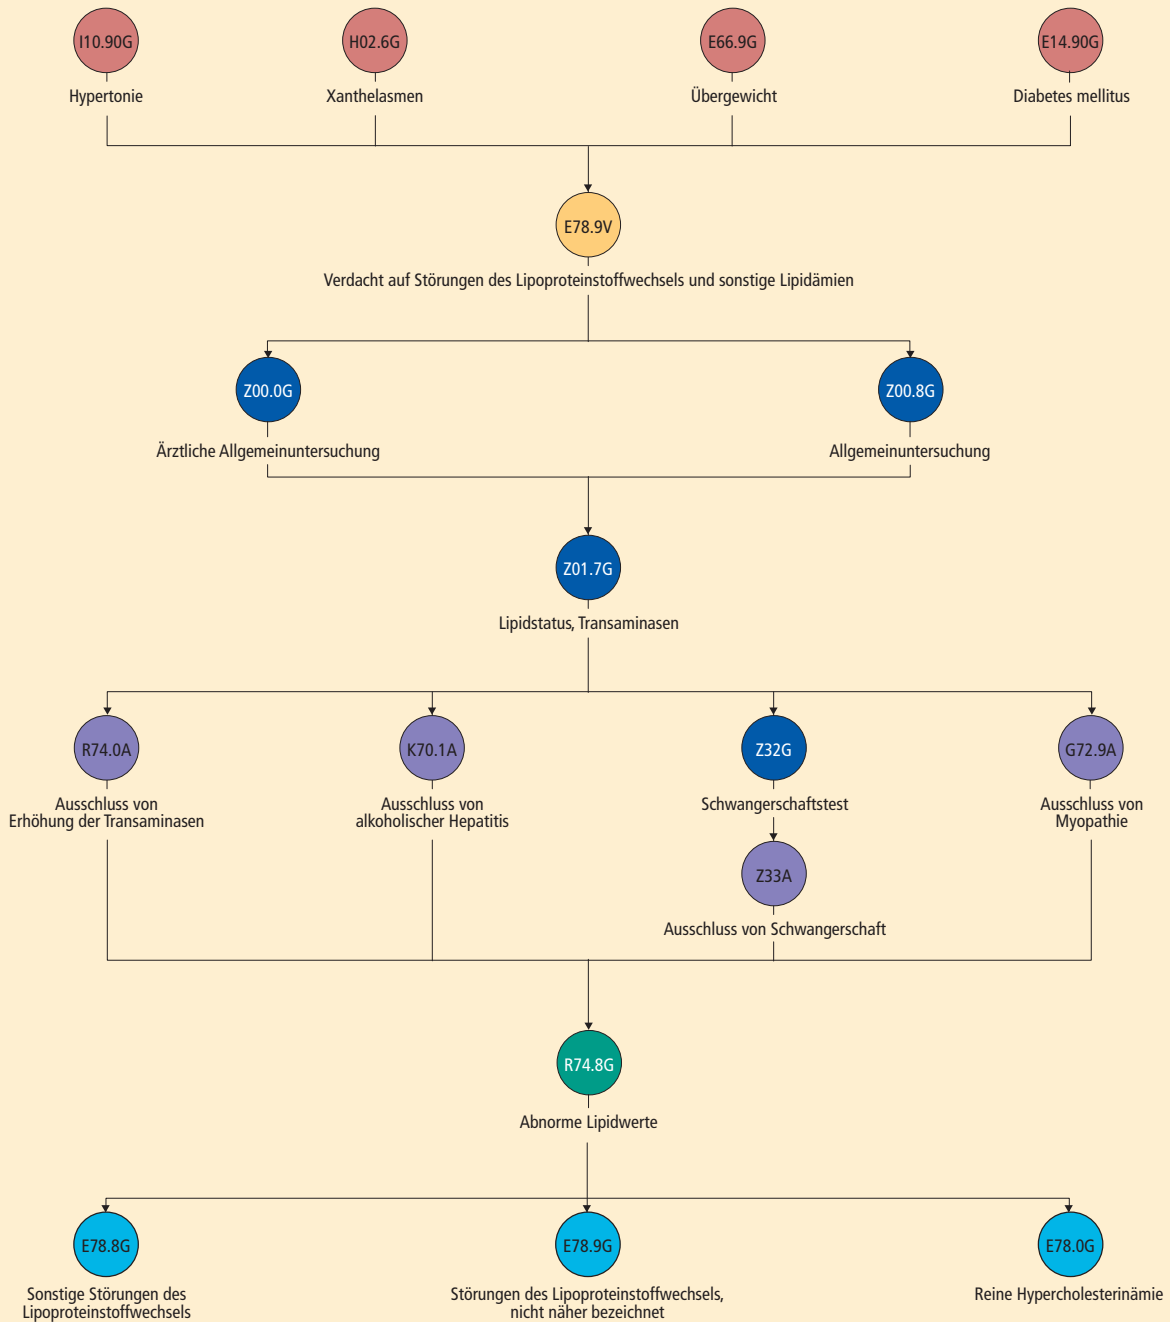 I10.90G
H02.6G
E66.9G
E14.90G
Hypertonie
Xanthelasmen
Übergewicht
Diabetes mellitus
E78.9V
Verdacht auf Störungen des Lipoproteinstoffwechsels und sonstige Lipidämien
Z00.0G
Z00.8G
Ärztliche Allgemeinuntersuchung
Allgemeinuntersuchung
Z01.7G
Lipidstatus, Transaminasen
R74.0A
K70.1A
Z32G
G72.9A
Ausschluss von
Erhöhung der Transaminasen
Ausschluss von
alkoholischer Hepatitis
Schwangerschaftstest
Ausschluss von
Myopathie
Z33A
Ausschluss von Schwangerschaft
R74.8G
Abnorme Lipidwerte
E78.8G
E78.9G
E78.0G
Sonstige Störungen des
Lipoproteinstoffwechsels
Störungen des Lipoproteinstoffwechsels,
nicht näher bezeichnet
Reine Hypercholesterinämie